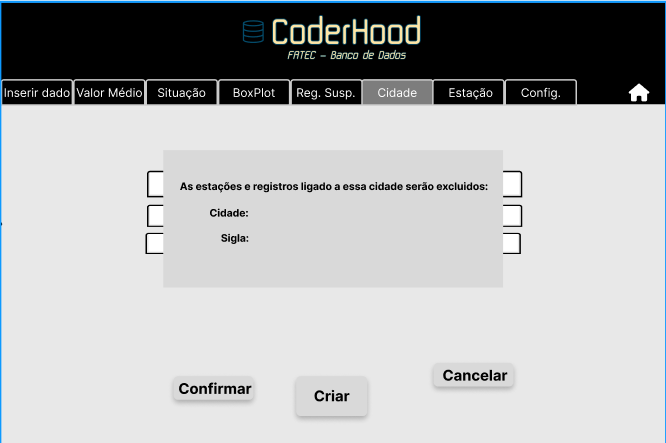 CoderHood
FATEC - Banco de Dados
Inserir dado Valor Médio Situação BoxPlot Reg. Susp. Cidade Estação Config.
As estações e registros ligado a essa cidade serão excluidos:
Cidade:
Sigla:
Confirmar Criar Cancelar